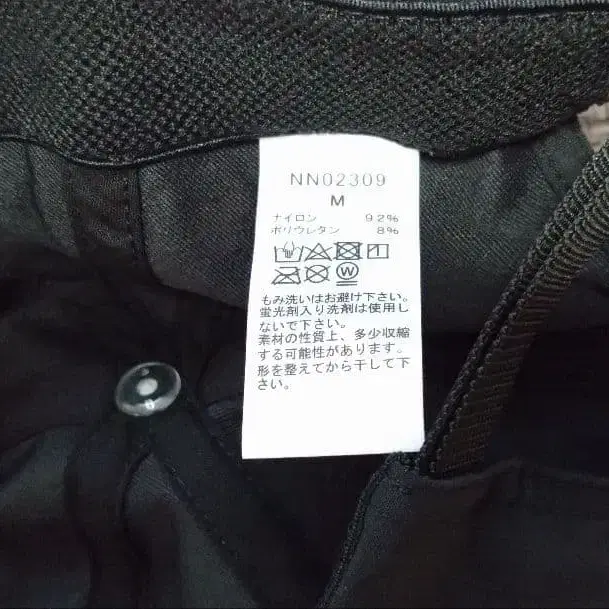 NN02309
M
ナイロン 92%
ポリウレタン 8%
W
もみ洗いはお避け下さい。
蛍光剤入り洗剤は使用し
ないで下さい。
素材の性質上、多少収縮
する可能性があります。
形を整えてから干して下
さい。